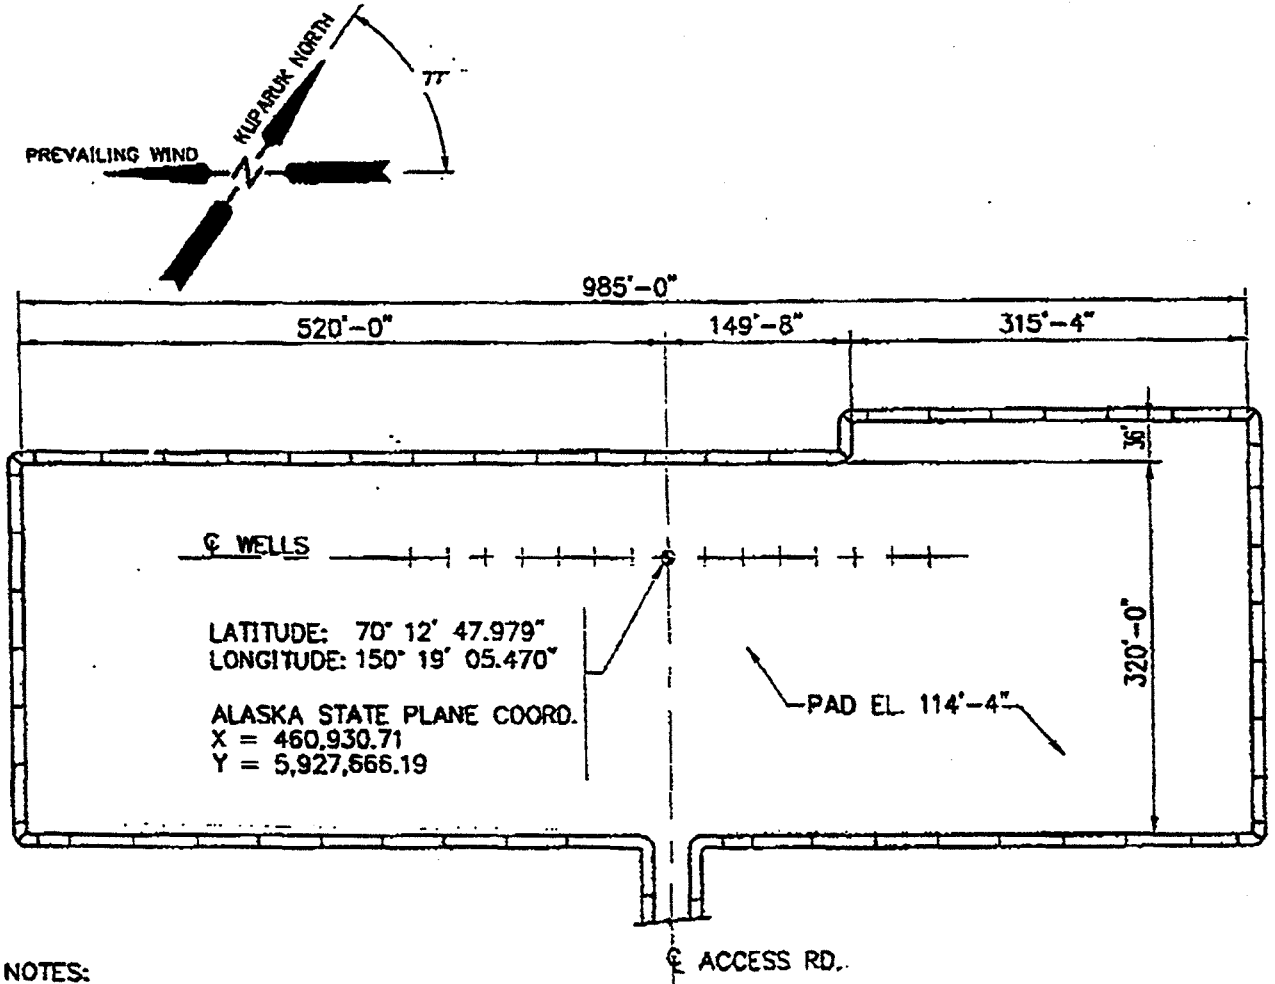 KUPARUK NORTH
77°
PREVAILING WIND
N
985'-0"
520'-0"
149'-8"
315'-4"
36'
℄ WELLS
LATITUDE: 70° 12' 47.979"
LONGITUDE: 150° 19' 05.470"
320'-0"
PAD EL. 114'-4"
ALASKA STATE PLANE COORD.
X = 460,930.71
Y = 5,927,666.19
℄ ACCESS RD.
NOTES: